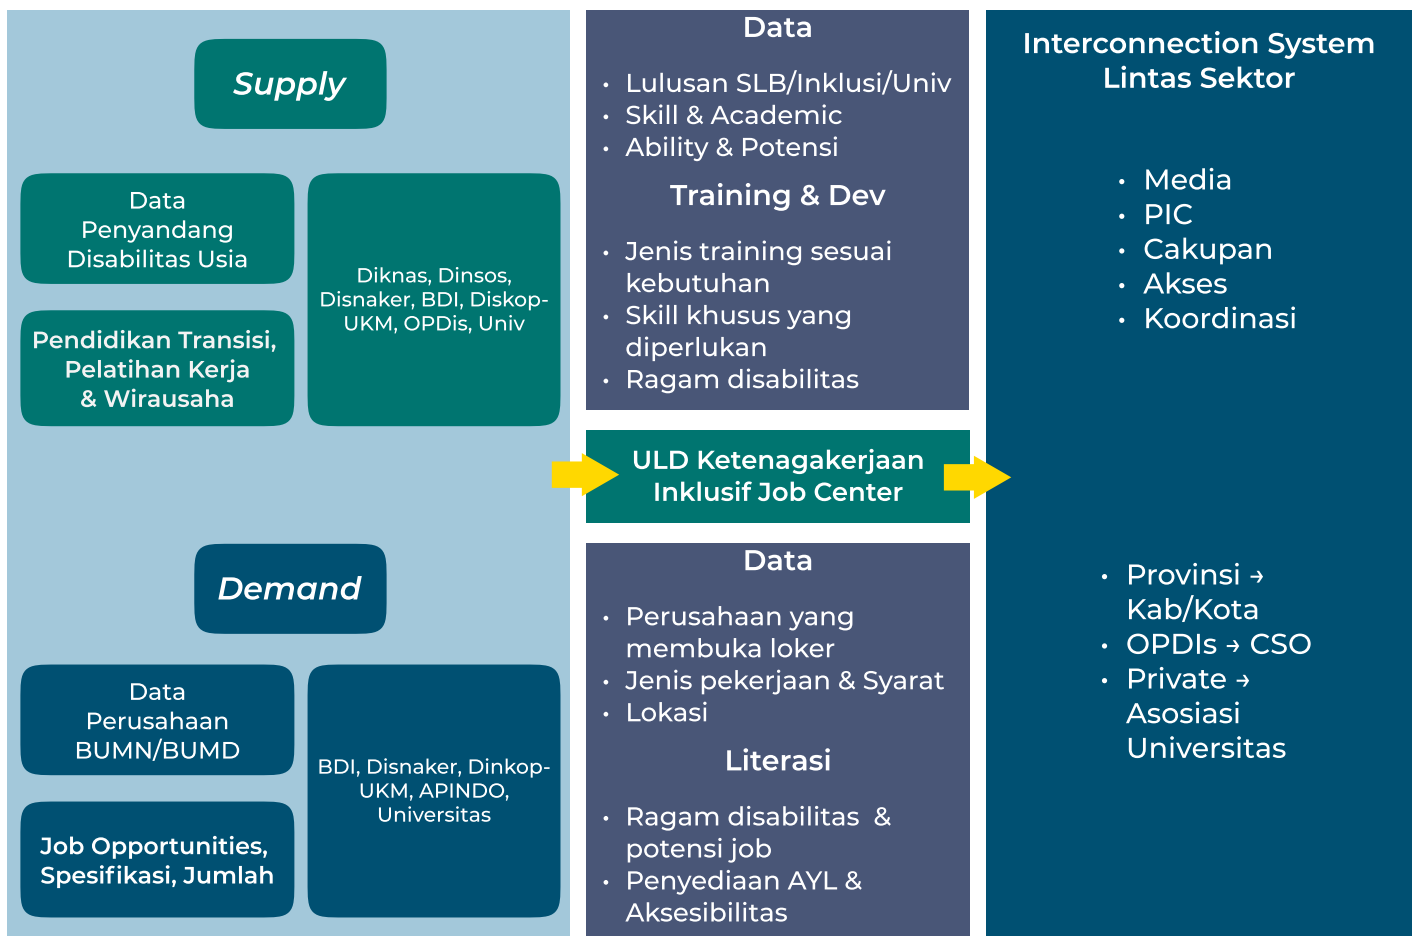 Supply
Data
Penyandang
Disabilitas Usia
Pendidikan Transisi,
Pelatihan Kerja
& Wirausaha
Diknas, Dinsos,
Disnaker, BDI, Diskop-
UKM, OPDis, Univ
Demand
Data
Perusahaan
BUMN/BUMD
Job Opportunities,
Spesifikasi, Jumlah
BDI, Disnaker, Dinkop-
UKM, APINDO,
Universitas
Data
• Lulusan SLB/Inklusi/Univ
• Skill & Academic
• Ability & Potensi
Training & Dev
• Jenis training sesuai
kebutuhan
• Skill khusus yang
diperlukan
• Ragam disabilitas
ULD Ketenagakerjaan
Inklusif Job Center
Data
• Perusahaan yang
membuka loker
• Jenis pekerjaan & Syarat
• Lokasi
Literasi
• Ragam disabilitas &
potensi job
• Penyediaan AYL &
Aksesibilitas
Interconnection System
Lintas Sektor
• Media
• PIC
• Cakupan
• Akses
• Koordinasi
• Provinsi →
Kab/Kota
• OPDIs → CSO
• Private →
Asosiasi
Universitas